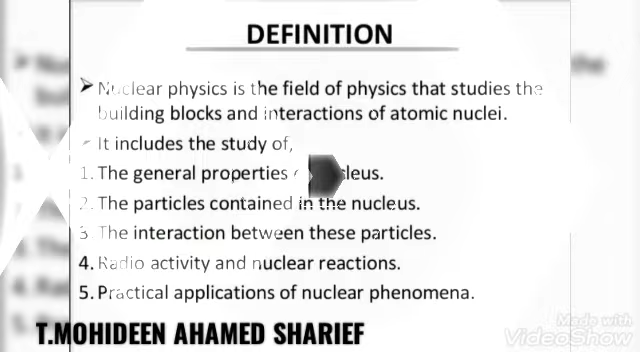 DEFINITION
Nuclear physics is the field of physics that studies the
building blocks and interactions of atomic nuclei.
It includes the study of,
1. The general properties nucleus.
2. The particles contained in the nucleus.
3. The interaction between these particles.
4. Radio activity and nuclear reactions.
5. Practical applications of nuclear phenomena.
T.MOHIDEEN AHAMED SHARIEF
Made with
VideoShow